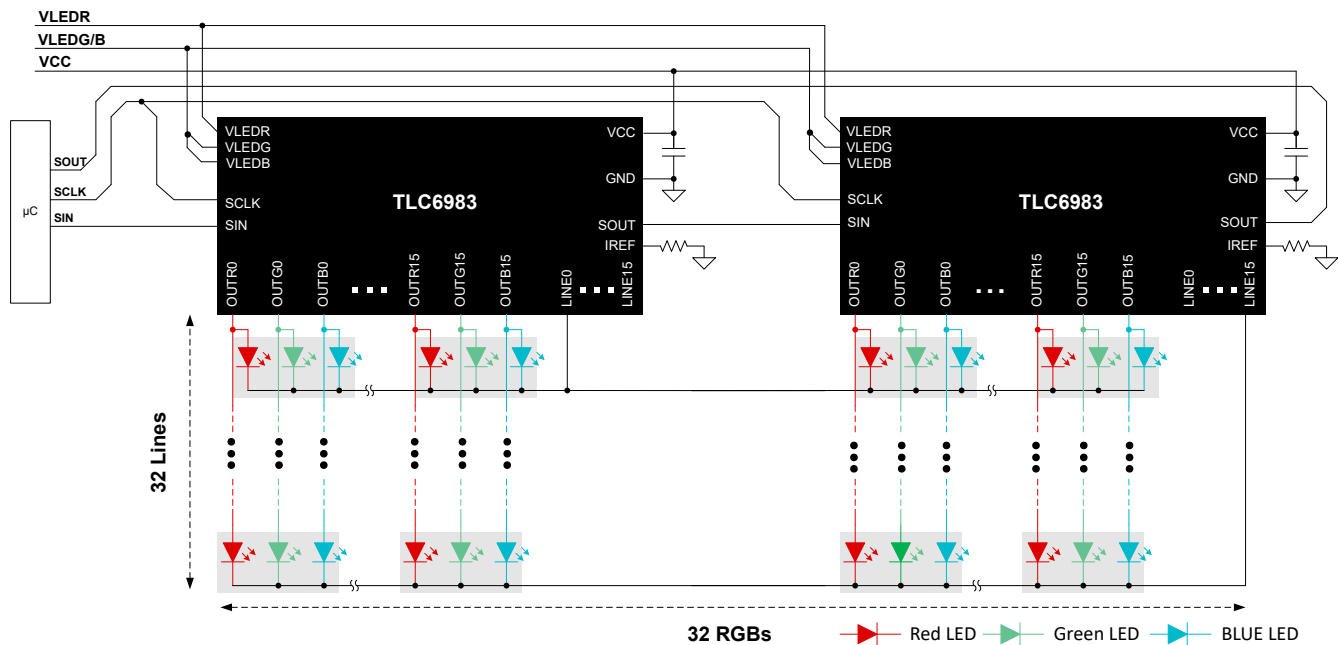 VLEDR
VLEDG/B
VCC
µC
SOUT
SCLK
SIN
VLEDR
VLEDG
VLEDB
SCLK
SIN
TLC6983
VCC
GND
SOUT
IREF
OUTR0
OUTG0
OUTB0
OUTR15
OUTG15
OUTB15
LINE0
LINE15
VLEDR
VLEDG
VLEDB
SCLK
SIN
TLC6983
VCC
GND
SOUT
IREF
OUTR0
OUTG0
OUTB0
OUTR15
OUTG15
OUTB15
LINE0
LINE15
32 Lines
32 RGBs
Red LED
Green LED
BLUE LED